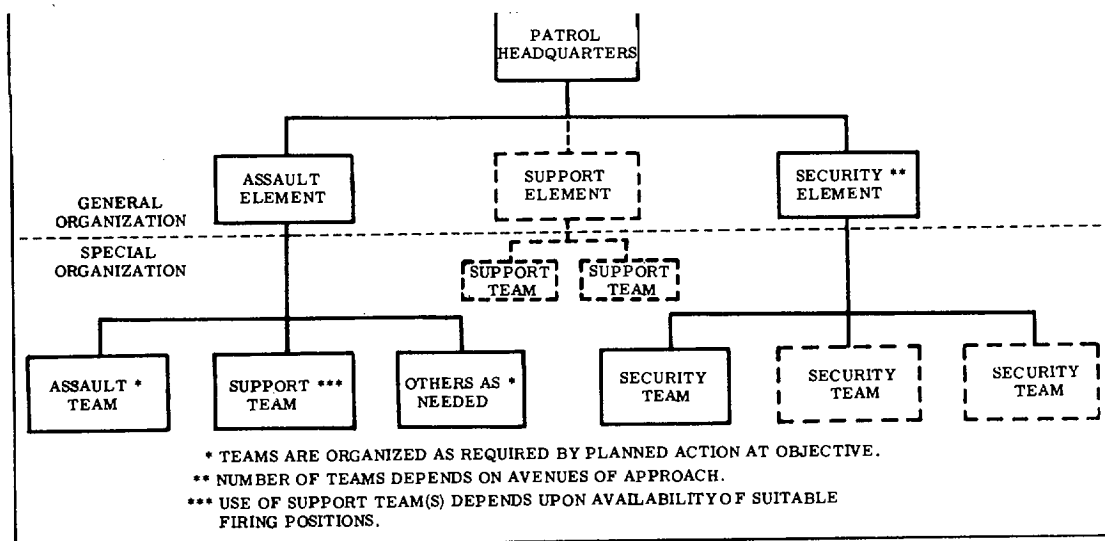 PATROL
HEADQUARTERS
ASSAULT
ELEMENT
SUPPORT
ELEMENT
SECURITY **
ELEMENT
GENERAL
ORGANIZATION
SPECIAL
ORGANIZATION
SUPPORT
TEAM
SUPPORT
TEAM
ASSAULT *
TEAM
SUPPORT ***
TEAM
OTHERS AS *
NEEDED
SECURITY
TEAM
SECURITY
TEAM
SECURITY
TEAM
* TEAMS ARE ORGANIZED AS REQUIRED BY PLANNED ACTION AT OBJECTIVE.
** NUMBER OF TEAMS DEPENDS ON AVENUES OF APPROACH.
*** USE OF SUPPORT TEAM(S) DEPENDS UPON AVAILABILITY OF SUITABLE
FIRING POSITIONS.